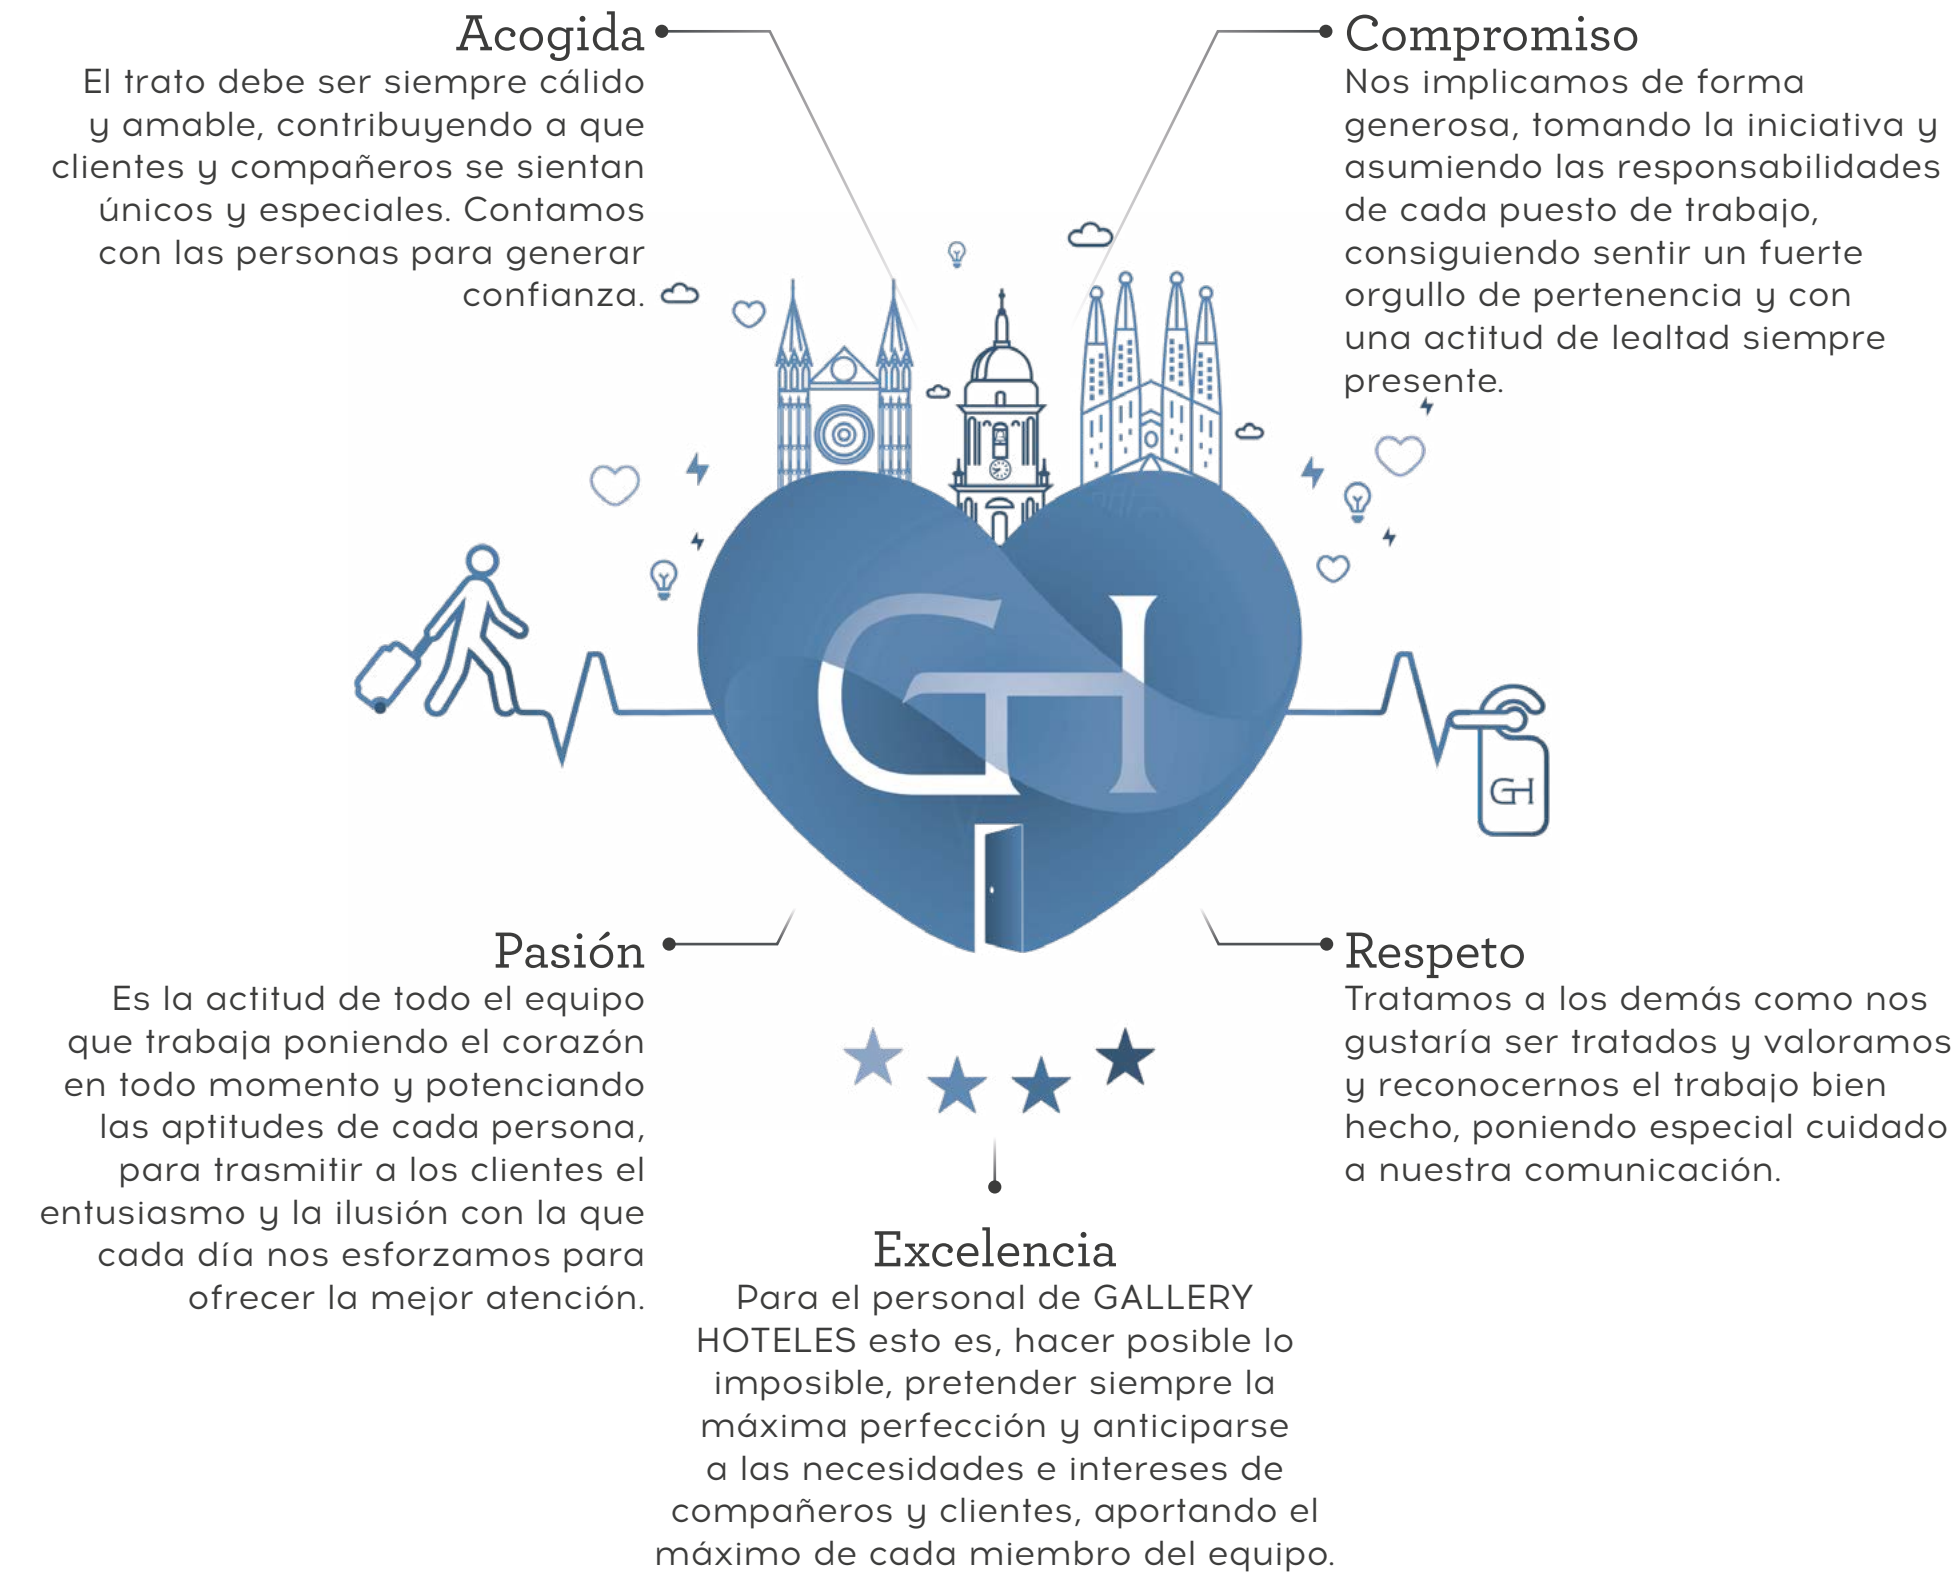 Acogida
El trato debe ser siempre cálido
y amable, contribuyendo a que
clientes y compañeros se sientan
únicos y especiales. Contamos
con las personas para generar
confianza.
Compromiso
Nos implicamos de forma
generosa, tomando la iniciativa y
asumiendo las responsabilidades
de cada puesto de trabajo,
consiguiendo sentir un fuerte
orgullo de pertenencia y con
una actitud de lealtad siempre
presente.
GH
GH
Pasión
Es la actitud de todo el equipo
que trabaja poniendo el corazón
en todo momento y potenciando
las aptitudes de cada persona,
para trasmitir a los clientes el
entusiasmo y la ilusión con la que
cada día nos esforzamos para
ofrecer la mejor atención.
Respeto
Tratamos a los demás como nos
gustaría ser tratados y valoramos
y reconocernos el trabajo bien
hecho, poniendo especial cuidado
a nuestra comunicación.
Excelencia
Para el personal de GALLERY
HOTELES esto es, hacer posible lo
imposible, pretender siempre la
máxima perfección y anticiparse
a las necesidades e intereses de
compañeros y clientes, aportando el
máximo de cada miembro del equipo.